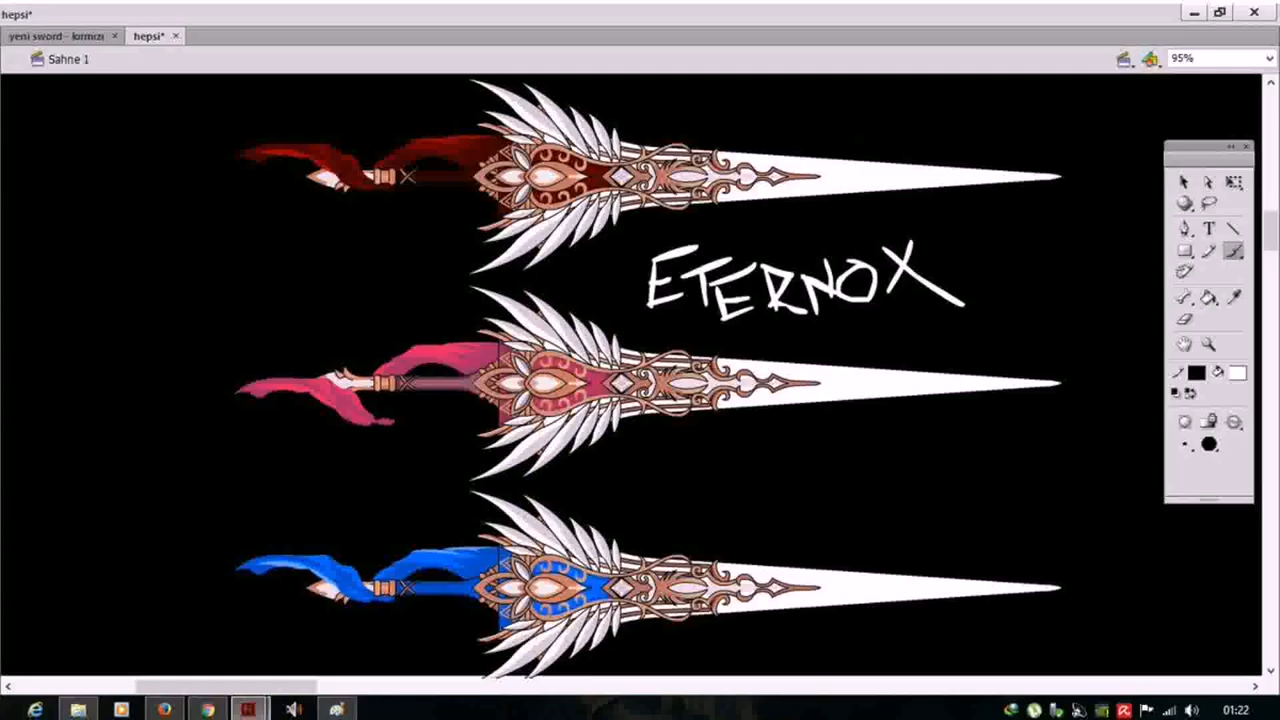 hepsi*
yeni sword - kırmızı
hepsi*
Sahne 1
95%
ETERNOX
01:22